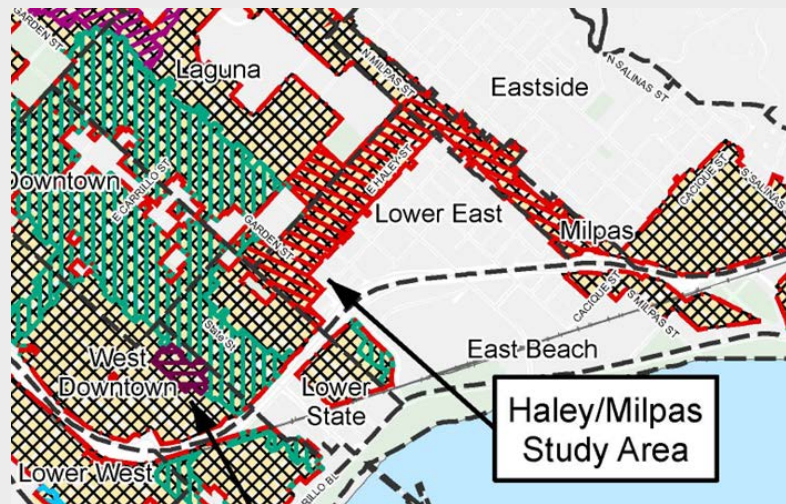 GARDEN ST
Laguna
N MILPAS ST
Eastside
N SALINAS ST
Downtown
E CARRILLO ST
E HALEY ST
GARDEN ST
Lower East
CACIQUE ST
S SALINAS
Milpas
CACIQUE ST
S MILPAS ST
State St
West
Downtown
East Beach
Lower
State
Haley/Milpas
Study Area
Lower West
RILLO BL